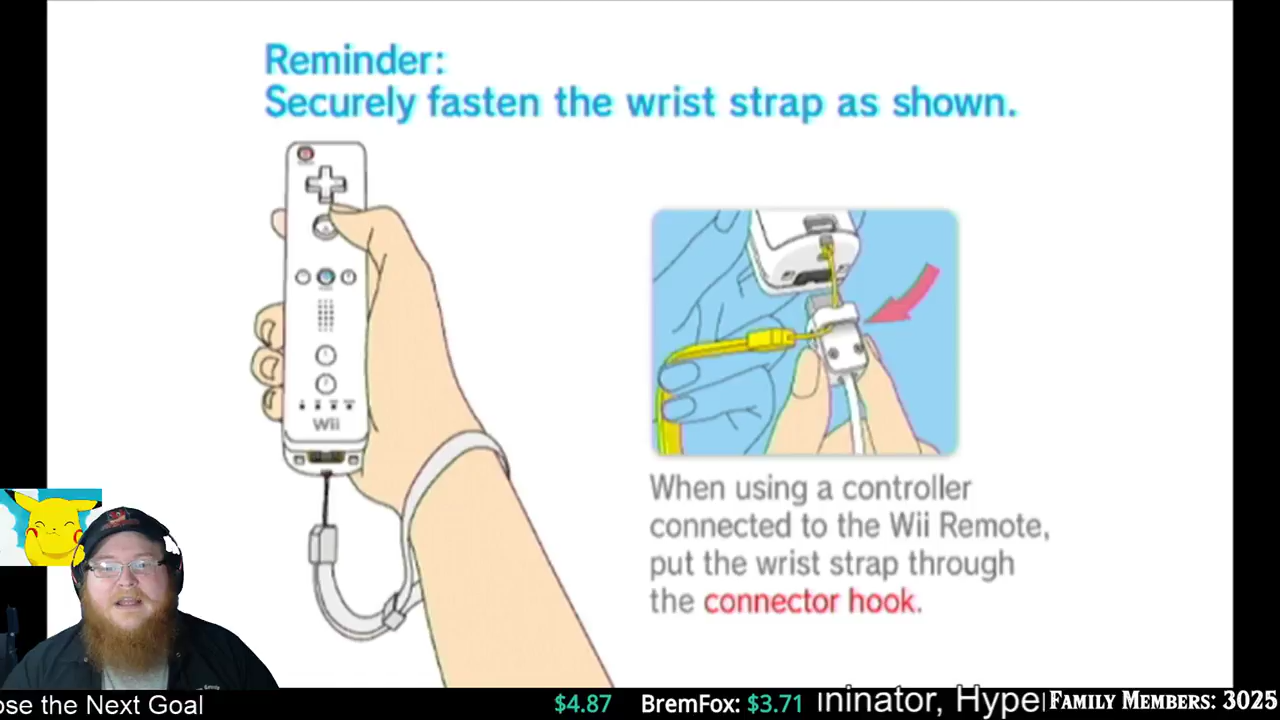 Reminder:
Securely fasten the wrist strap as shown.
Wii
When using a controller
connected to the Wii Remote,
put the wrist strap through
the connector hook.
ose the Next Goal
$4.87 BremFox: $3.71 ininator, Hype
FAMILY MEMBERS: 3025